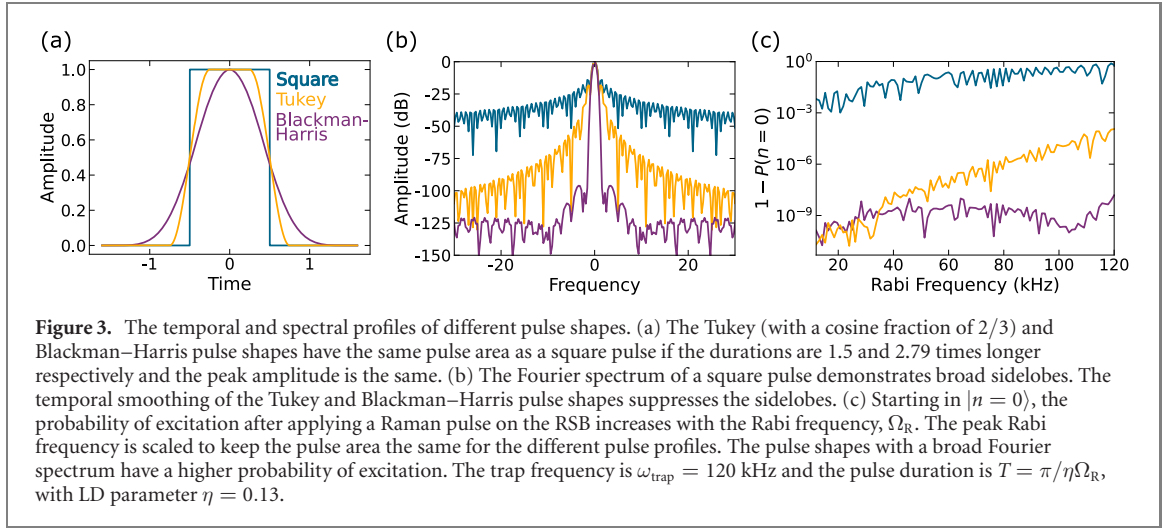 (a)
(b)
(c)
Square
Tukey
Blackman-
Harris
1.0
0.8
0.6
0.4
0.2
0.0
Amplitude
-1
0
1
Time
0
-25
-50
-75
-100
-125
-150
Amplitude (dB)
-20
0
20
Frequency
10⁰
10⁻³
10⁻⁶
10⁻⁹
1 − P(n = 0)
20
40
60
80
100
120
Rabi Frequency (kHz)
Figure 3. The temporal and spectral profiles of different pulse shapes. (a) The Tukey (with a cosine fraction of 2/3) and
Blackman–Harris pulse shapes have the same pulse area as a square pulse if the durations are 1.5 and 2.79 times longer
respectively and the peak amplitude is the same. (b) The Fourier spectrum of a square pulse demonstrates broad sidelobes. The
temporal smoothing of the Tukey and Blackman–Harris pulse shapes suppresses the sidelobes. (c) Starting in |n = 0⟩, the
probability of excitation after applying a Raman pulse on the RSB increases with the Rabi frequency, Ω_R. The peak Rabi
frequency is scaled to keep the pulse area the same for the different pulse profiles. The pulse shapes with a broad Fourier
spectrum have a higher probability of excitation. The trap frequency is ω_trap = 120 kHz and the pulse duration is T = π/ηΩ_R,
with LD parameter η = 0.13.